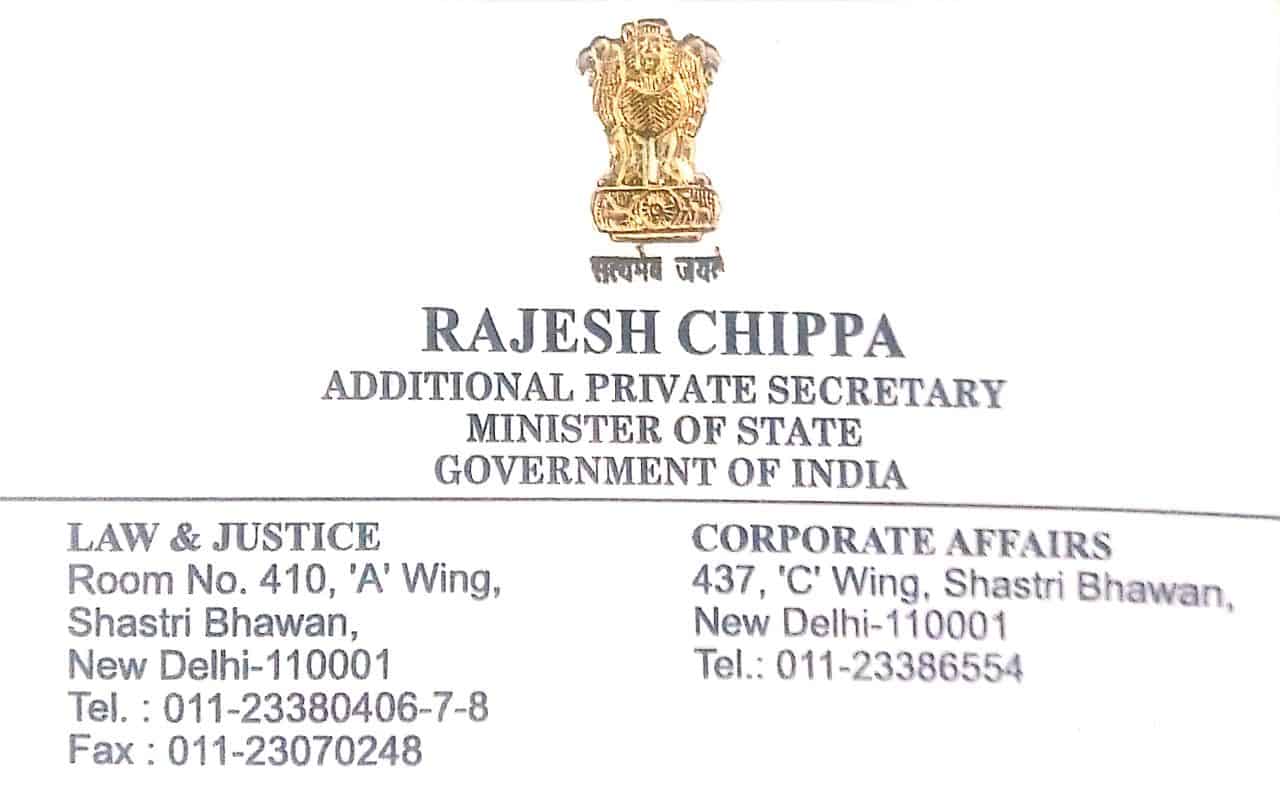 सत्यमेव जयते
RAJESH CHIPPA
ADDITIONAL PRIVATE SECRETARY
MINISTER OF STATE
GOVERNMENT OF INDIA
LAW & JUSTICE
Room No. 410, 'A' Wing,
Shastri Bhawan,
New Delhi-110001
Tel. : 011-23380406-7-8
Fax : 011-23070248
CORPORATE AFFAIRS
437, 'C' Wing, Shastri Bhawan,
New Delhi-110001
Tel.: 011-23386554